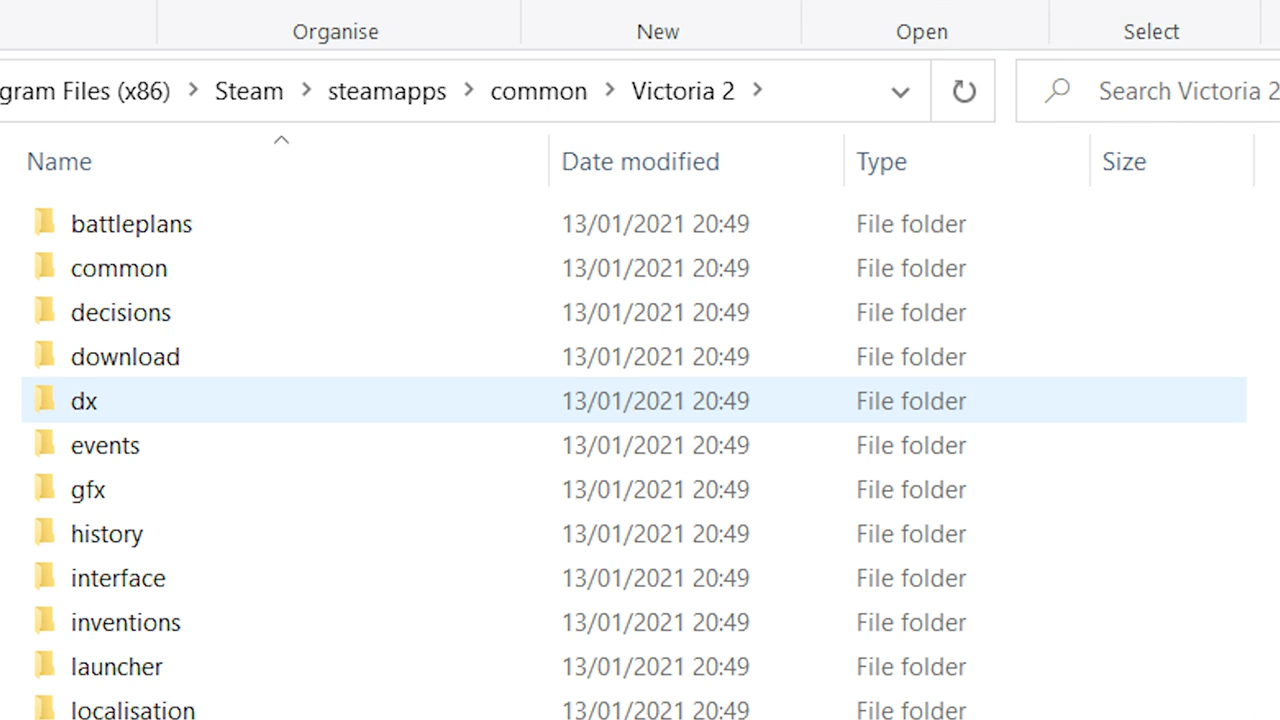 Organise New Open Select
gram Files (x86) Steam steamapps common Victoria 2 Search Victoria 2
Name Date modified Type Size
battleplans 13/01/2021 20:49 File folder
common 13/01/2021 20:49 File folder
decisions 13/01/2021 20:49 File folder
download 13/01/2021 20:49 File folder
dx 13/01/2021 20:49 File folder
events 13/01/2021 20:49 File folder
gfx 13/01/2021 20:49 File folder
history 13/01/2021 20:49 File folder
interface 13/01/2021 20:49 File folder
inventions 13/01/2021 20:49 File folder
launcher 13/01/2021 20:49 File folder
localisation 13/01/2021 20:49 File folder